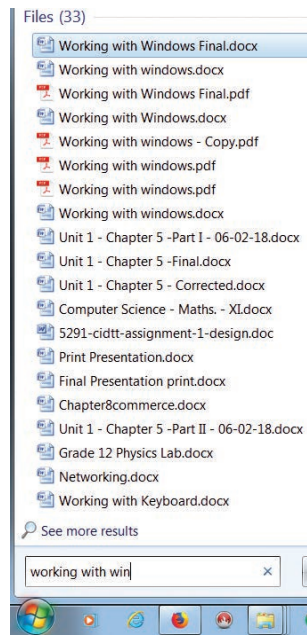 Files (33)
Working with Windows Final.docx
Working with windows.docx
Working with Windows Final.pdf
Working with Windows.docx
Working with windows - Copy.pdf
Working with windows.pdf
Working with windows.pdf
Working with windows.docx
Unit 1 - Chapter 5 -Part I - 06-02-18.docx
Unit 1 - Chapter 5 -Final.docx
Unit 1 - Chapter 5 - Corrected.docx
Computer Science - Maths. - XI.docx
5291-cidtt-assignment-1-design.doc
Print Presentation.docx
Final Presentation print.docx
Chapter8commerce.docx
Unit 1 - Chapter 5 -Part II - 06-02-18.docx
Grade 12 Physics Lab.docx
Networking.docx
Working with Keyboard.docx
See more results
working with win